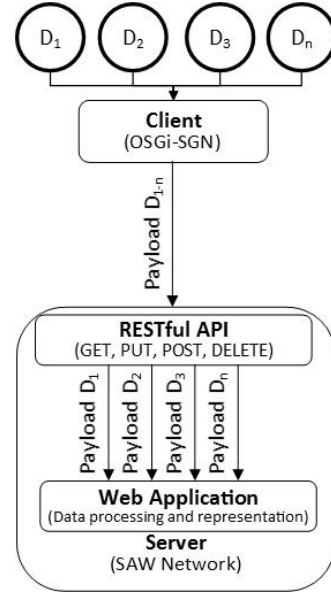 D₁ D₂ D₃ Dₙ
Client
(OSGi-SGN)
Payload D₁₋ₙ
RESTful API
(GET, PUT, POST, DELETE)
Payload D₁
Payload D₂
Payload D₃
Payload Dₙ
Web Application
(Data processing and representation)
Server
(SAW Network)